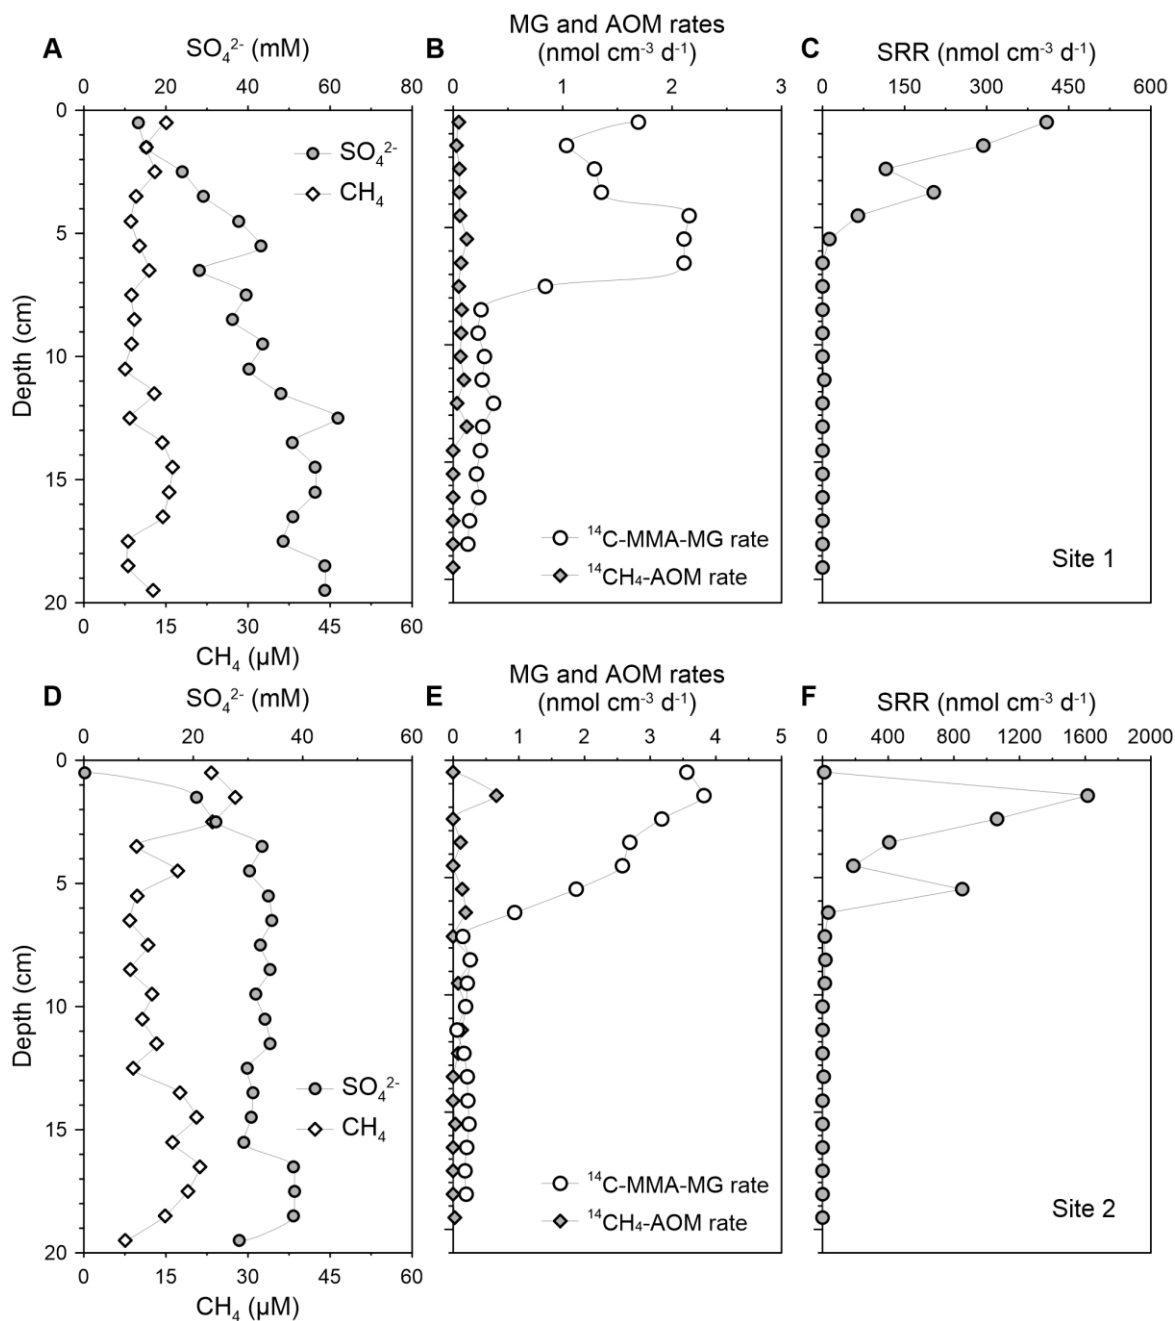 A
SO₄²⁻ (mM)
0 15 30 45 60
SO₄²⁻
CH₄
0
5
10
15
20
Depth (cm)
0 15 30 45 60
CH₄ (µM)
B
MG and AOM rates
(nmol cm⁻³ d⁻¹)
0 1 2 3
¹⁴C-MMA-MG rate
¹⁴CH₄-AOM rate
C
SRR (nmol cm⁻³ d⁻¹)
0 150 300 450 600
Site 1
D
SO₄²⁻ (mM)
0 20 40 60
0
5
10
15
20
Depth (cm)
SO₄²⁻
CH₄
0 15 30 45 60
CH₄ (µM)
E
MG and AOM rates
(nmol cm⁻³ d⁻¹)
0 1 2 3 4 5
¹⁴C-MMA-MG rate
¹⁴CH₄-AOM rate
F
SRR (nmol cm⁻³ d⁻¹)
0 400 800 1200 1600 2000
Site 2